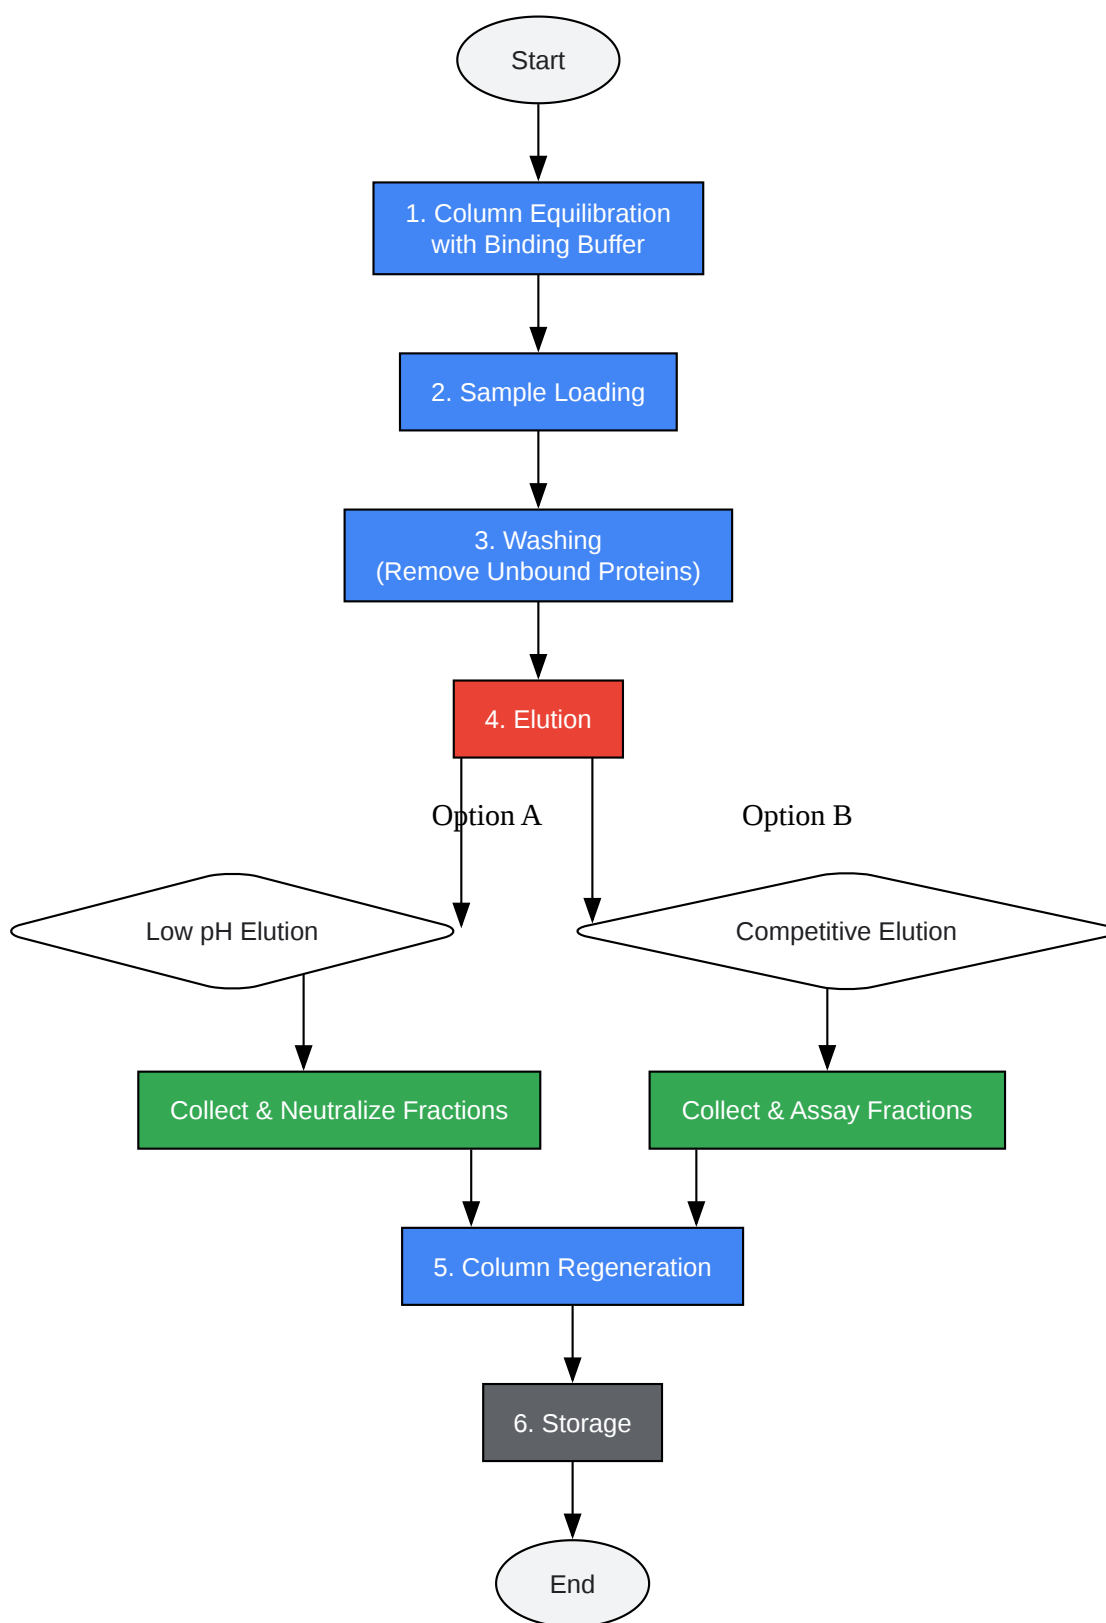 Start
1. Column Equilibration
with Binding Buffer
2. Sample Loading
3. Washing
(Remove Unbound Proteins)
4. Elution
Option A
Option B
Low pH Elution
Competitive Elution
Collect & Neutralize Fractions
Collect & Assay Fractions
5. Column Regeneration
6. Storage
End